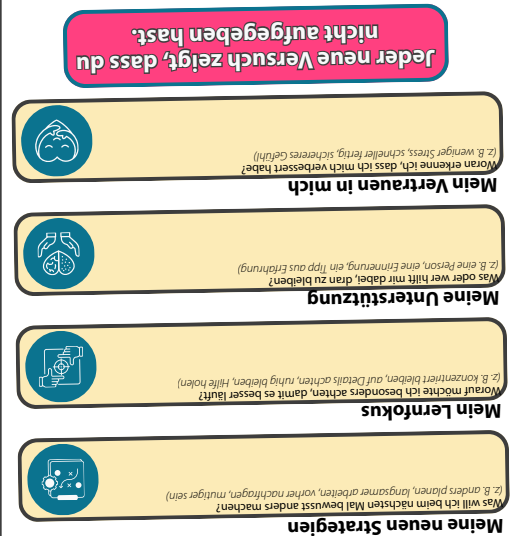 Meine neuen Strategien
Was will ich beim nächsten Mal bewusst anders machen?
(z. B. anders planen, langsamer arbeiten, vorher nachfragen, mutiger sein)
Mein Lernfokus
Worauf möchte ich besonders achten, damit es besser läuft?
(z. B. konzentriert bleiben, auf Details achten, ruhig bleiben, Hilfe holen)
Meine Unterstützung
Was oder wer hilft mir dabei, dran zu bleiben?
(z. B. eine Person, eine Erinnerung, ein Tipp aus Erfahrung)
Mein Vertrauen in mich
Woran erkenne ich, dass ich mich verbessert habe?
(z. B. weniger Stress, schneller fertig, sichereres Gefühl)
Jeder neue Versuch zeigt, dass du
nicht aufgegeben hast.